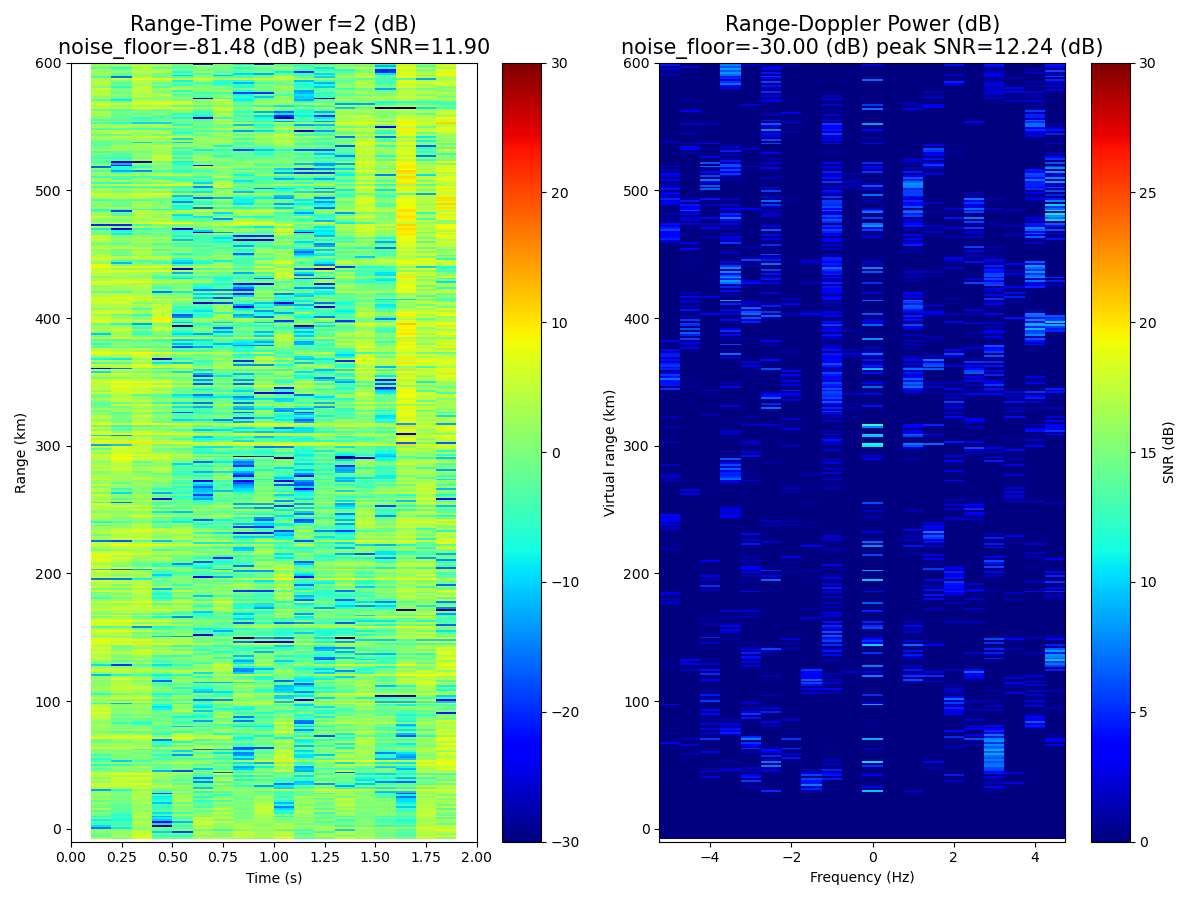 Range-Time Power f=2 (dB)
noise_floor=-81.48 (dB) peak SNR=11.90
Range (km)
600
500
400
300
200
100
0
0.00 0.25 0.50 0.75 1.00 1.25 1.50 1.75 2.00
Time (s)
30
20
10
0
−10
−20
−30
Range-Doppler Power (dB)
noise_floor=-30.00 (dB) peak SNR=12.24 (dB)
Virtual range (km)
600
500
400
300
200
100
0
−4 −2 0 2 4
Frequency (Hz)
30
25
20
15
10
5
0
SNR (dB)